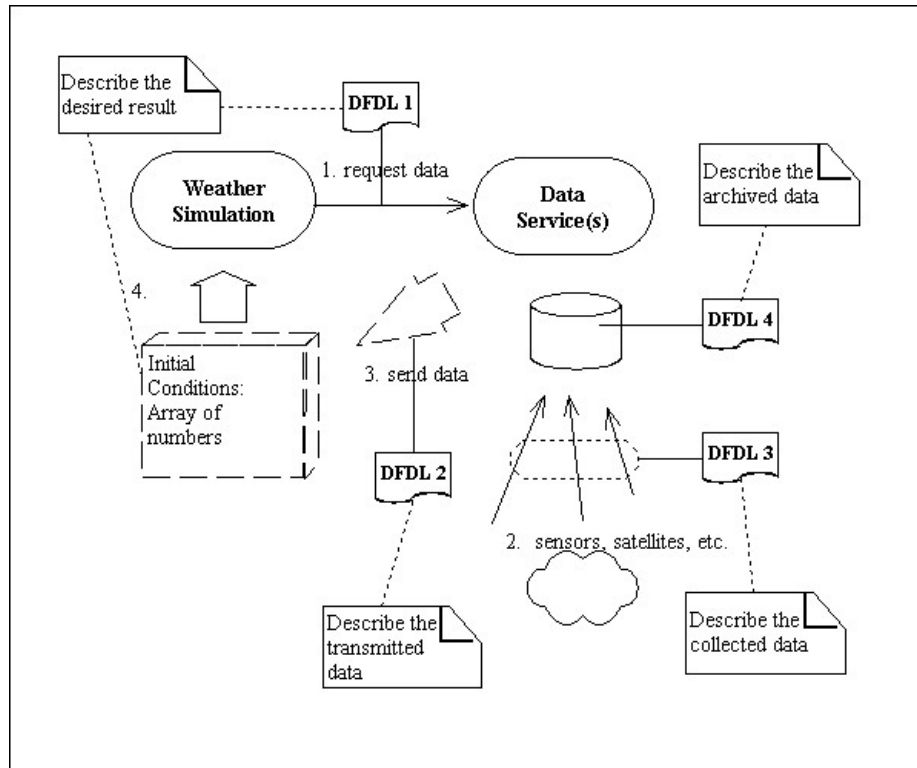 Describe the
desired result
DFDL 1
Weather
Simulation
1. request data
Data
Service(s)
Describe the
archived data
4.
DFDL 4
Initial
Conditions:
Array of
numbers
3. send data
DFDL 2
DFDL 3
2. sensors, satellites, etc.
Describe the
transmitted
data
Describe the
collected data